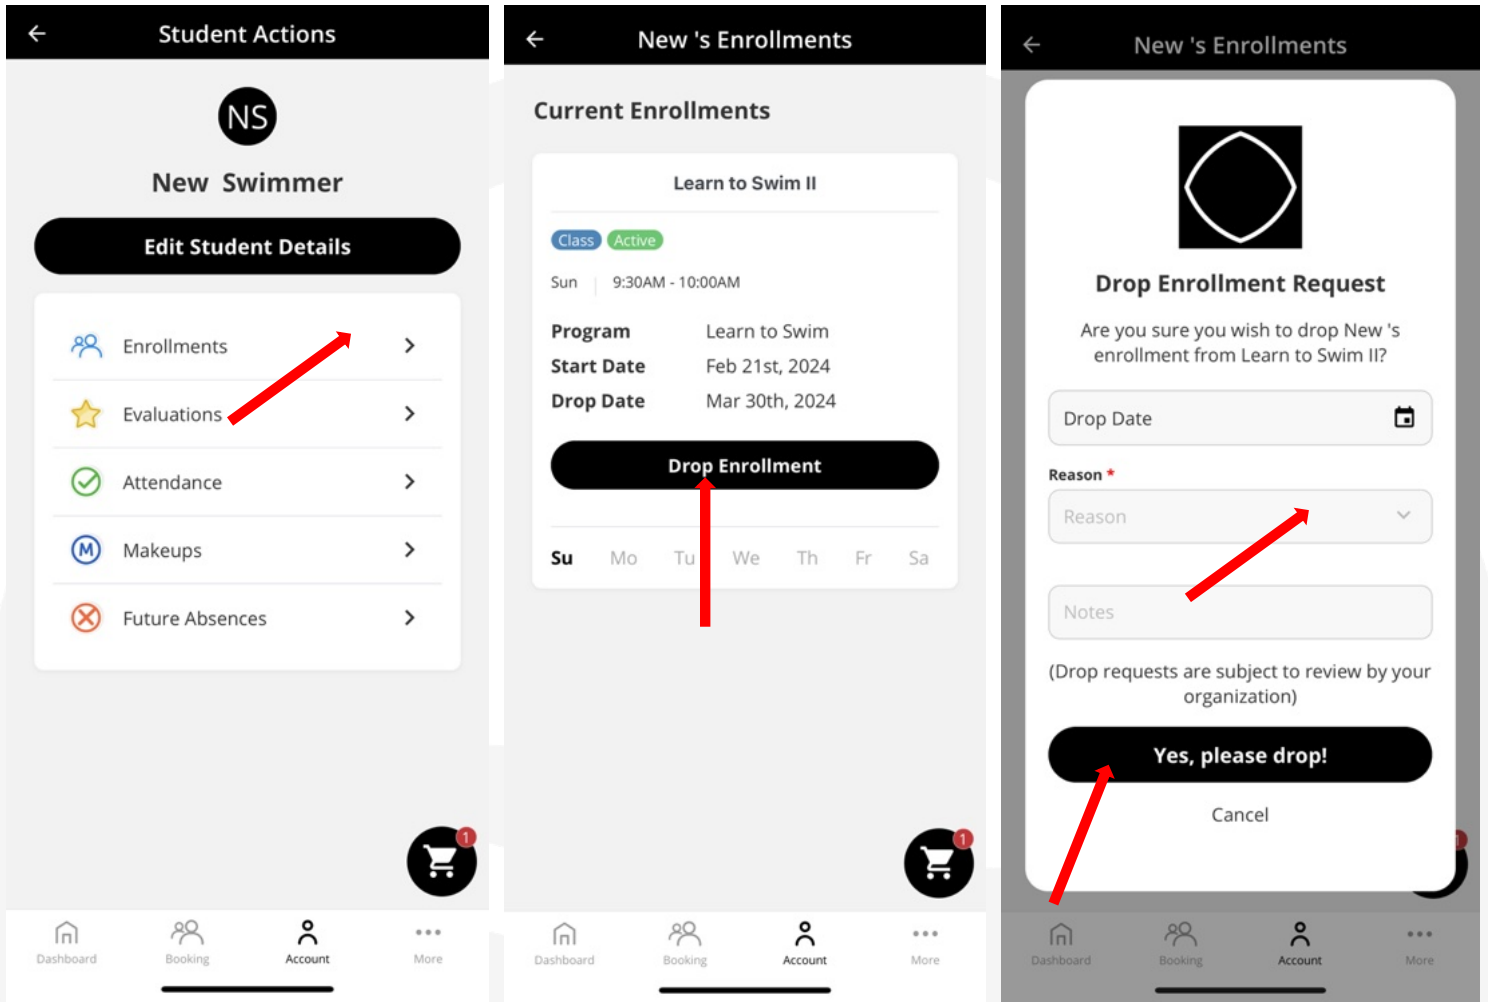 Student Actions
NS
New  Swimmer
Edit Student Details
Enrollments
Evaluations
Attendance
M
Makeups
Future Absences
1
Dashboard
Booking
Account
More
New 's Enrollments
Current Enrollments
Learn to Swim II
Class Active
Sun 9:30AM - 10:00AM
Program Learn to Swim
Start Date Feb 21st, 2024
Drop Date Mar 30th, 2024
Drop Enrollment
Su Mo Tu We Th Fr Sa
1
Dashboard
Booking
Account
More
New 's Enrollments
Drop Enrollment Request
Are you sure you wish to drop New 's
enrollment from Learn to Swim II?
Drop Date
Reason *
Reason
Notes
(Drop requests are subject to review by your
organization)
Yes, please drop!
Cancel
1
Dashboard
Booking
Account
More